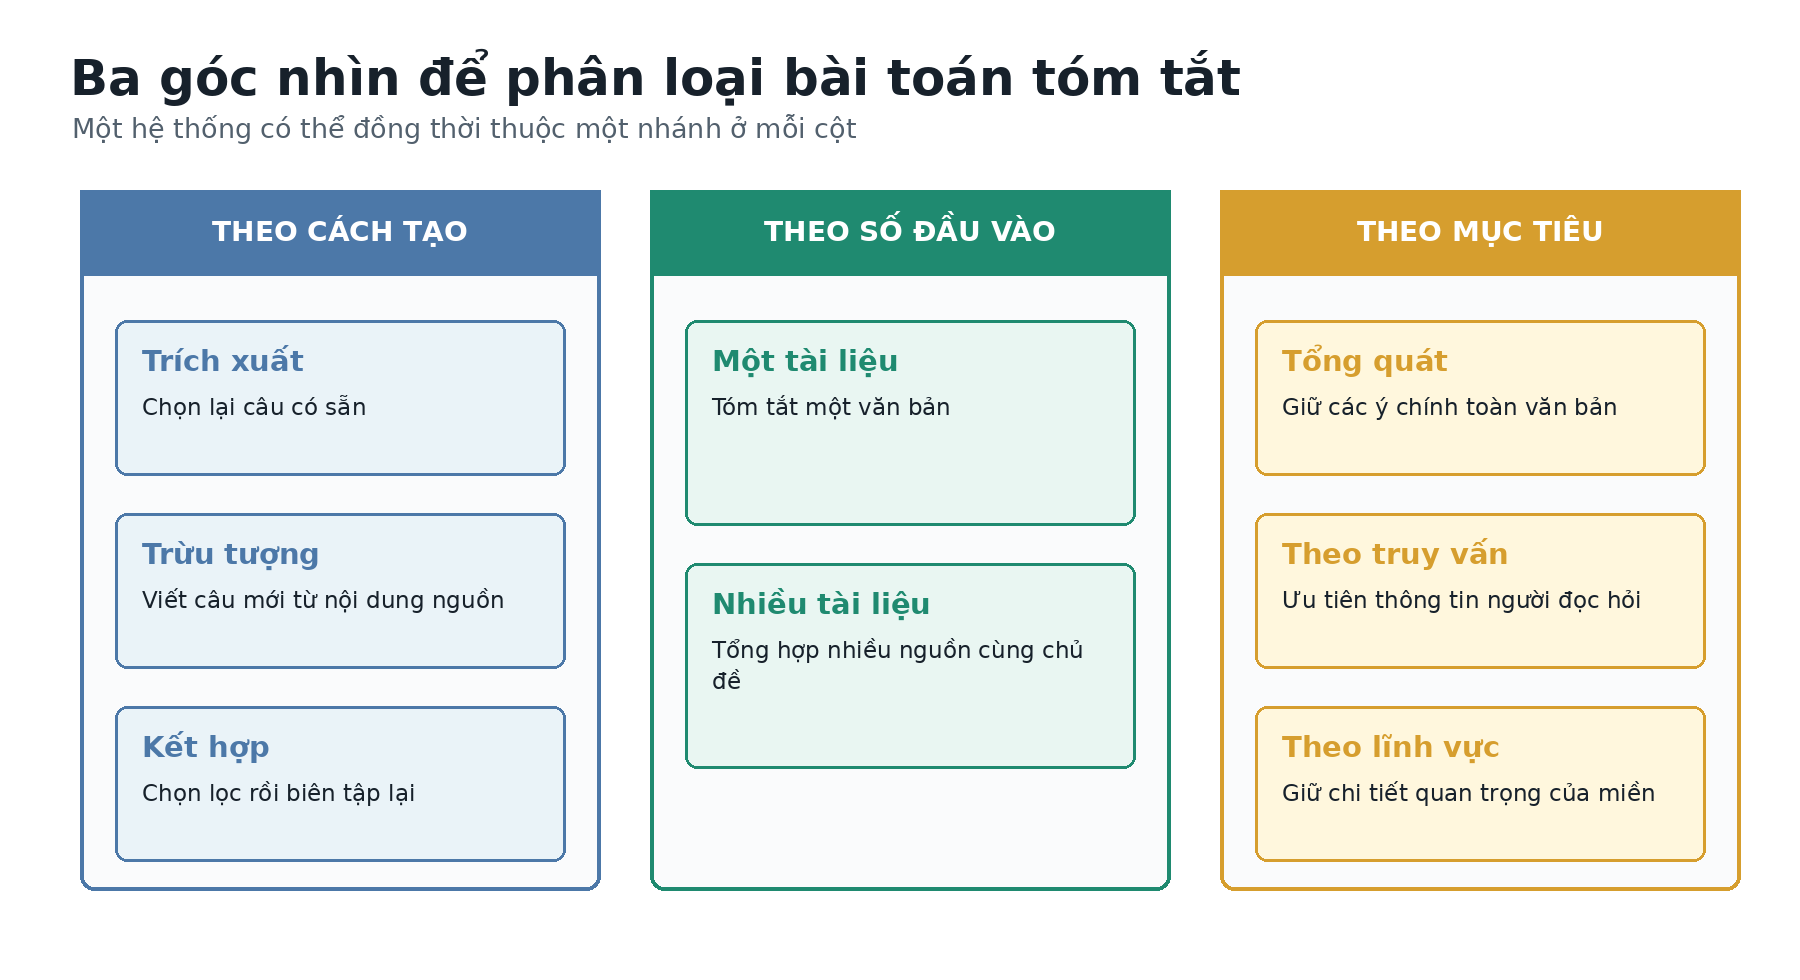 Ba góc nhìn để phân loại bài toán tóm tắt
Một hệ thống có thể đồng thời thuộc một nhánh ở mỗi cột
THEO CÁCH TẠO
Trích xuất
Chọn lại câu có sẵn
Trừu tượng
Viết câu mới từ nội dung nguồn
Kết hợp
Chọn lọc rồi biên tập lại
THEO SỐ ĐẦU VÀO
Một tài liệu
Tóm tắt một văn bản
Nhiều tài liệu
Tổng hợp nhiều nguồn cùng chủ
đề
THEO MỤC TIÊU
Tổng quát
Giữ các ý chính toàn văn bản
Theo truy vấn
Ưu tiên thông tin người đọc hỏi
Theo lĩnh vực
Giữ chi tiết quan trọng của miền